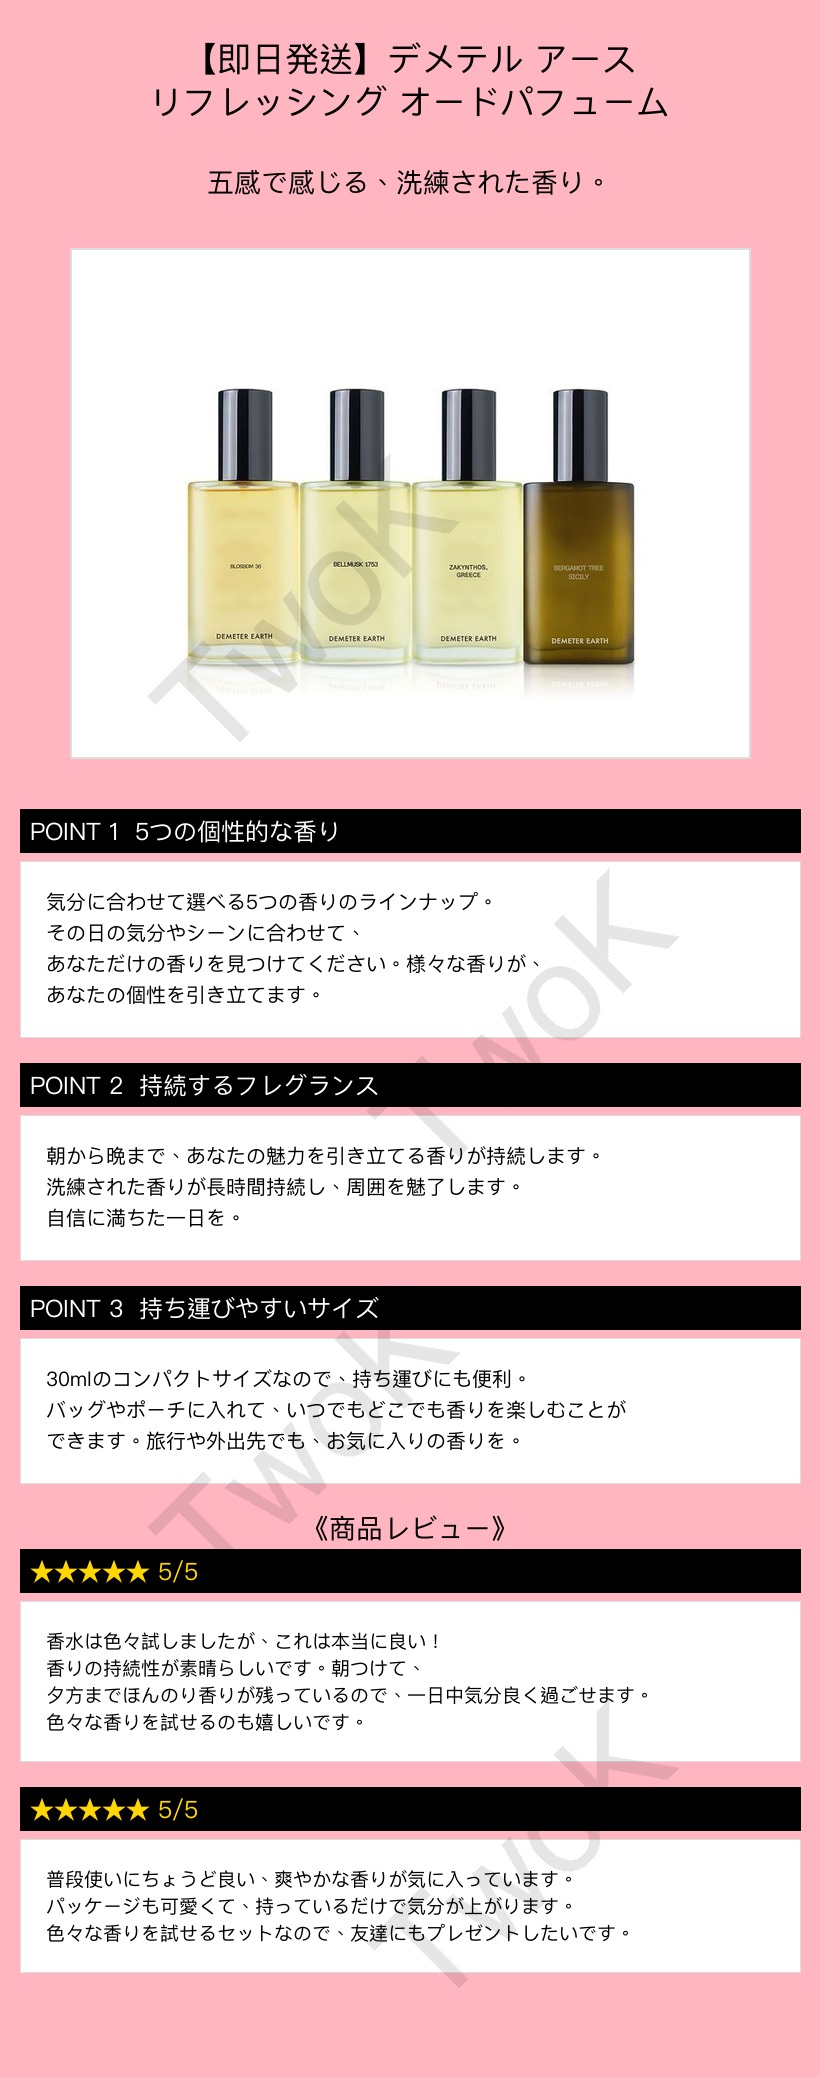 【即日発送】デメテル アース
リフレッシング オードパフューム
五感で感じる、洗練された香り。
BLOSSOM 36
DEMETER EARTH
BELLMUSK 1753
DEMETER EARTH
ZAKYNTHOS,
GREECE
DEMETER EARTH
BERGAMOT TREE
SICILY
DEMETER EARTH
TwoK
POINT 1 5つの個性的な香り
気分に合わせて選べる5つの香りのラインナップ。
その日の気分やシーンに合わせて、
あなただけの香りを見つけてください。様々な香りが、
あなたの個性を引き立てます。
TwoK
POINT 2 持続するフレグランス
朝から晩まで、あなたの魅力を引き立てる香りが持続します。
洗練された香りが長時間持続し、周囲を魅了します。
自信に満ちた一日を。
POINT 3 持ち運びやすいサイズ
30mlのコンパクトサイズなので、持ち運びにも便利。
バッグやポーチに入れて、いつでもどこでも香りを楽しむことが
できます。旅行や外出先でも、お気に入りの香りを。
TwoK
《商品レビュー》
★★★★★ 5/5
香水は色々試しましたが、これは本当に良い！
香りの持続性が素晴らしいです。朝つけて、
夕方までほんのり香りが残っているので、一日中気分良く過ごせます。
色々な香りを試せるのも嬉しいです。
★★★★★ 5/5
普段使いにちょうど良い、爽やかな香りが気に入っています。
パッケージも可愛くて、持っているだけで気分が上がります。
色々な香りを試せるセットなので、友達にもプレゼントしたいです。
TwoK